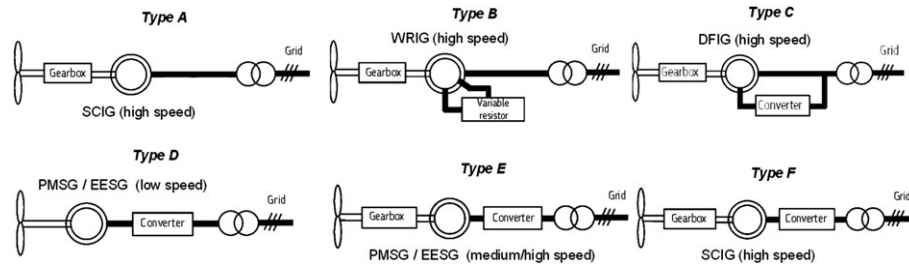 Type A
Gearbox
Grid
SCIG (high speed)
Type B
WRIG (high speed)
Gearbox
Variable
resistor
Grid
Type C
DFIG (high speed)
Gearbox
Converter
Grid
Type D
PMSG / EESG (low speed)
Converter
Grid
Type E
Gearbox
Converter
Grid
PMSG / EESG (medium/high speed)
Type F
Gearbox
Converter
Grid
SCIG (high speed)